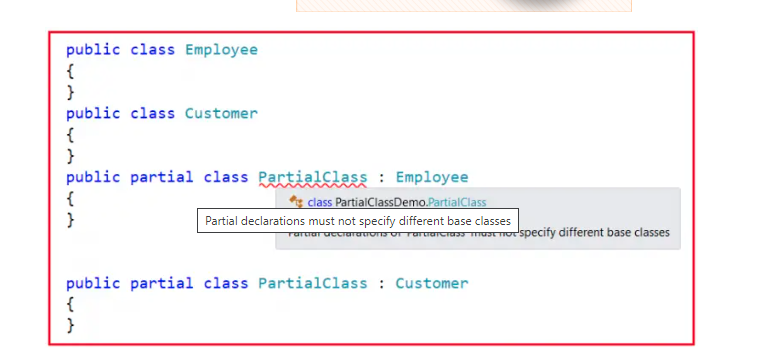 public class Employee
{
}
public class Customer
{
}
public partial class PartialClass : Employee
{
class PartialClassDemo.PartialClass
}
Partial declarations must not specify different base classes
Partial declarations of 'PartialClass' must not specify different base classes
public partial class PartialClass : Customer
{
}